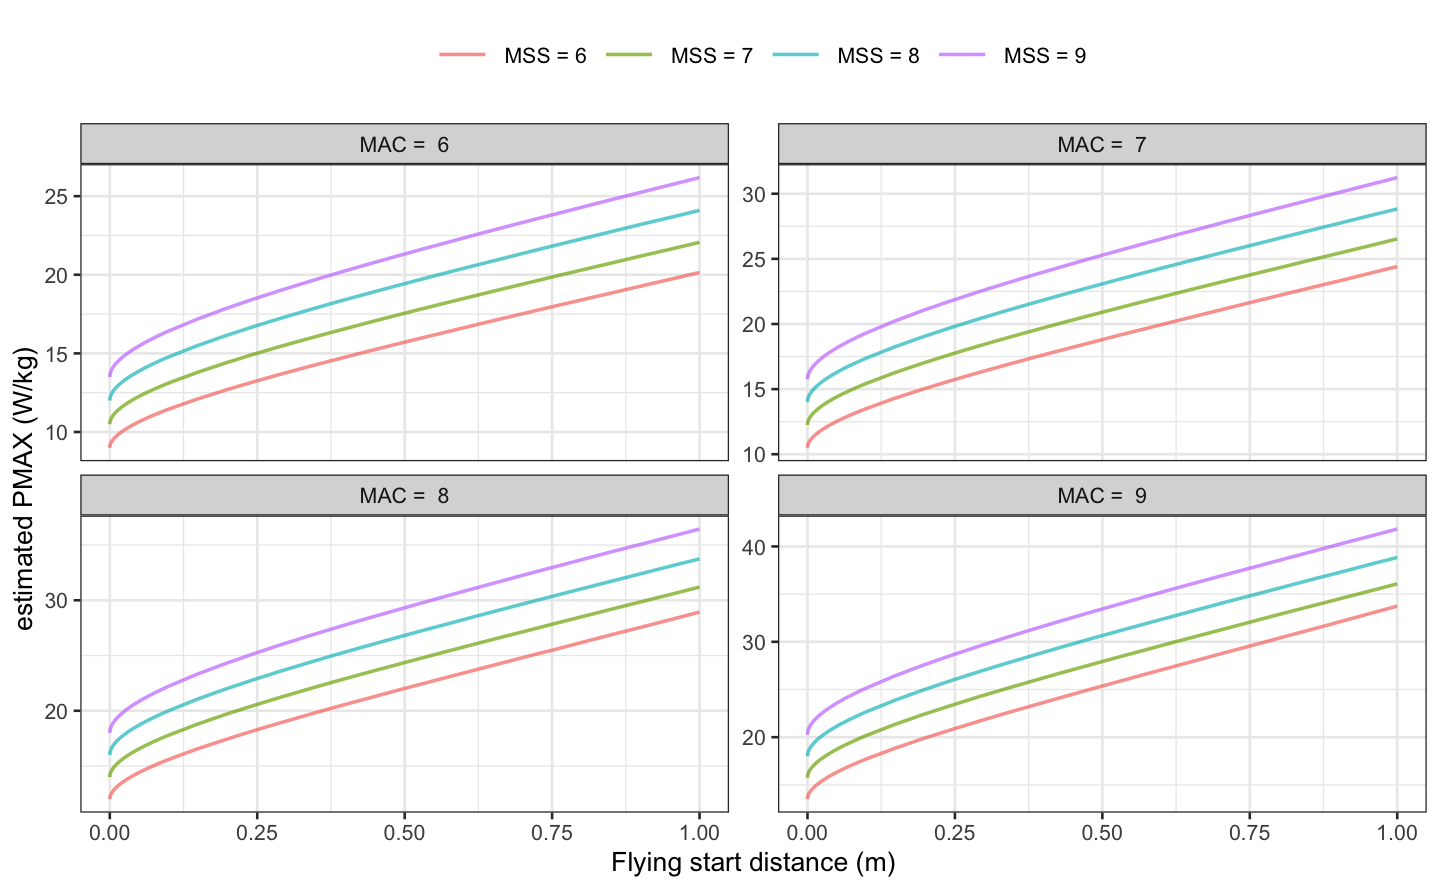 MSS = 6 MSS = 7 MSS = 8 MSS = 9
MAC =  6
MAC =  7
25
20
15
10
30
25
20
15
10
estimated PMAX (W/kg)
MAC =  8
MAC =  9
30
20
40
30
20
0.00 0.25 0.50 0.75 1.00
0.00 0.25 0.50 0.75 1.00
Flying start distance (m)